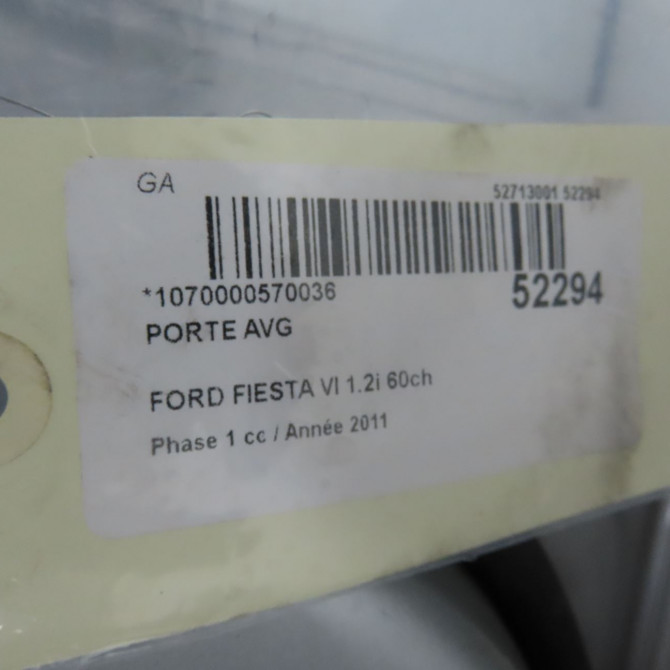 GA
52713001 52294
*1070000570036
52294
PORTE AVG
FORD FIESTA VI 1.2i 60ch
Phase 1 cc / Année 2011